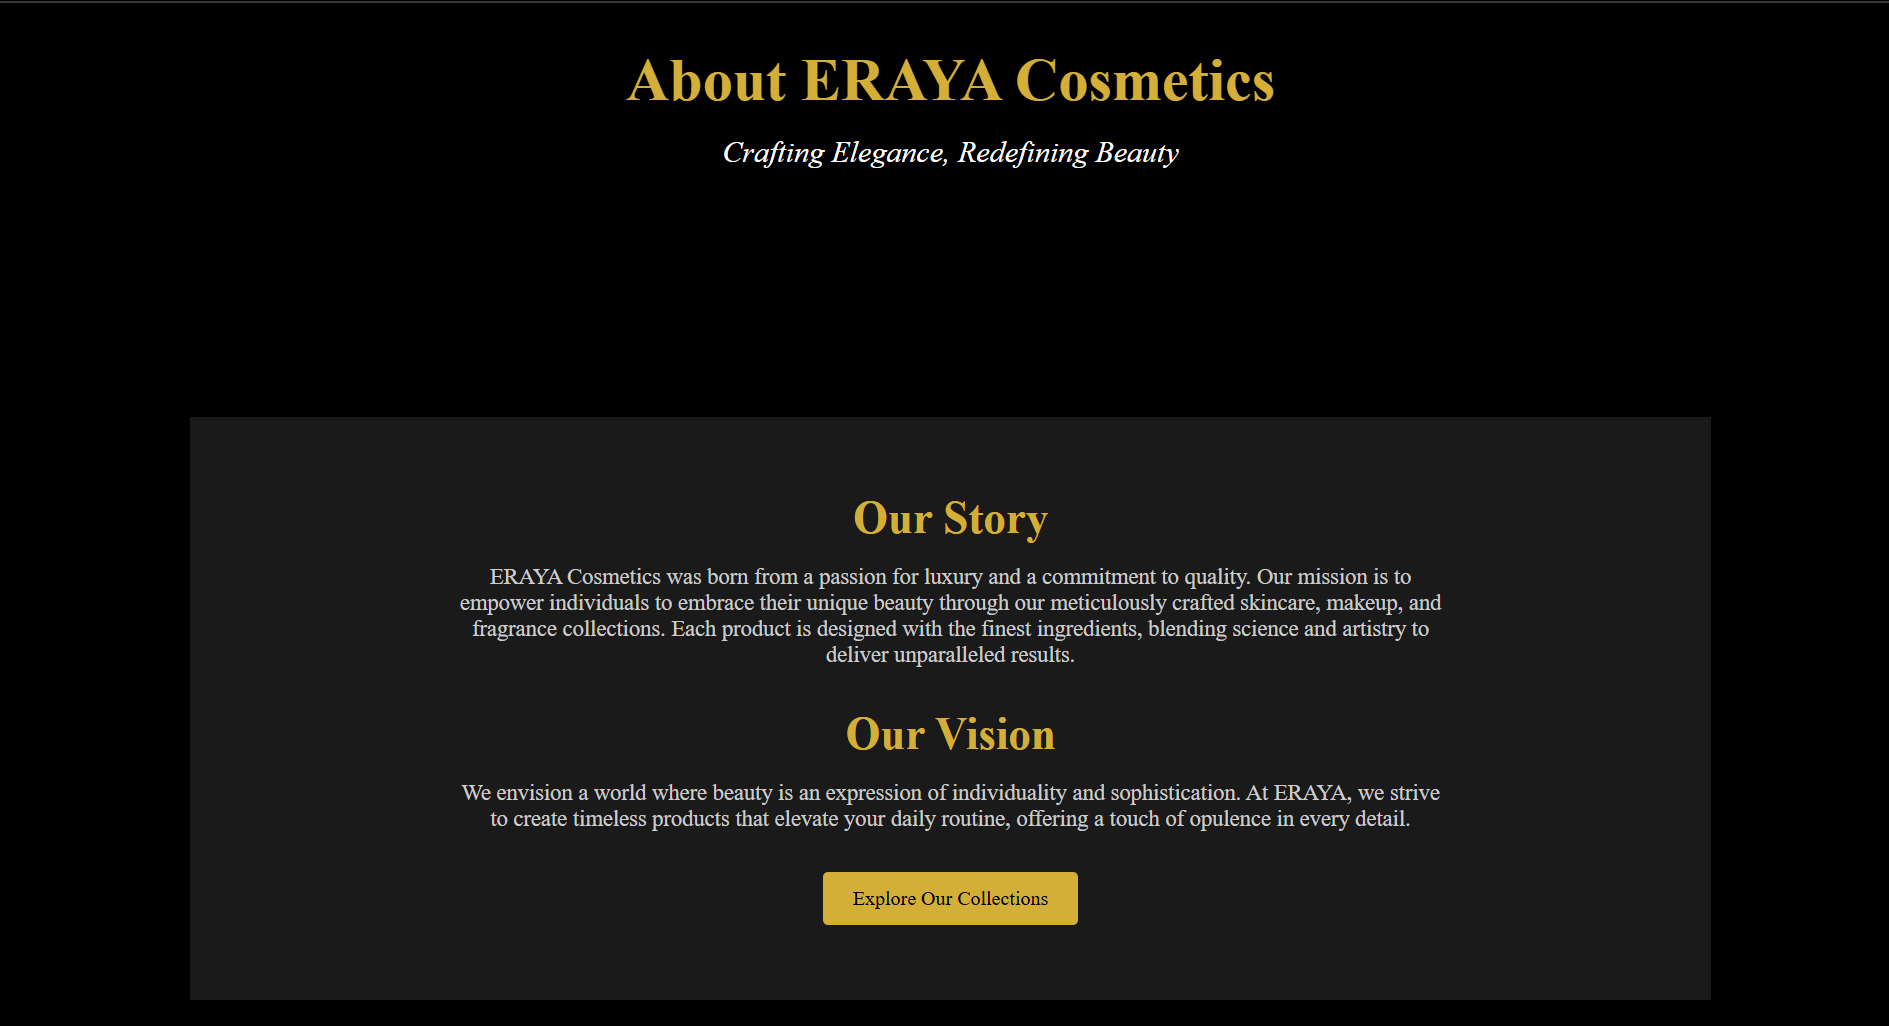 About ERAYA Cosmetics
Crafting Elegance, Redefining Beauty
Our Story
ERAYA Cosmetics was born from a passion for luxury and a commitment to quality. Our mission is to
empower individuals to embrace their unique beauty through our meticulously crafted skincare, makeup, and
fragrance collections. Each product is designed with the finest ingredients, blending science and artistry to
deliver unparalleled results.
Our Vision
We envision a world where beauty is an expression of individuality and sophistication. At ERAYA, we strive
to create timeless products that elevate your daily routine, offering a touch of opulence in every detail.
Explore Our Collections